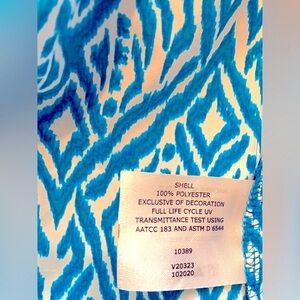 SHELL
100% POLYESTER
EXCLUSIVE OF DECORATION
FULL LIFE CYCLE UV
TRANSMITTANCE TEST USING
AATCC 183 AND ASTM D 6544
10389
V20323
102020